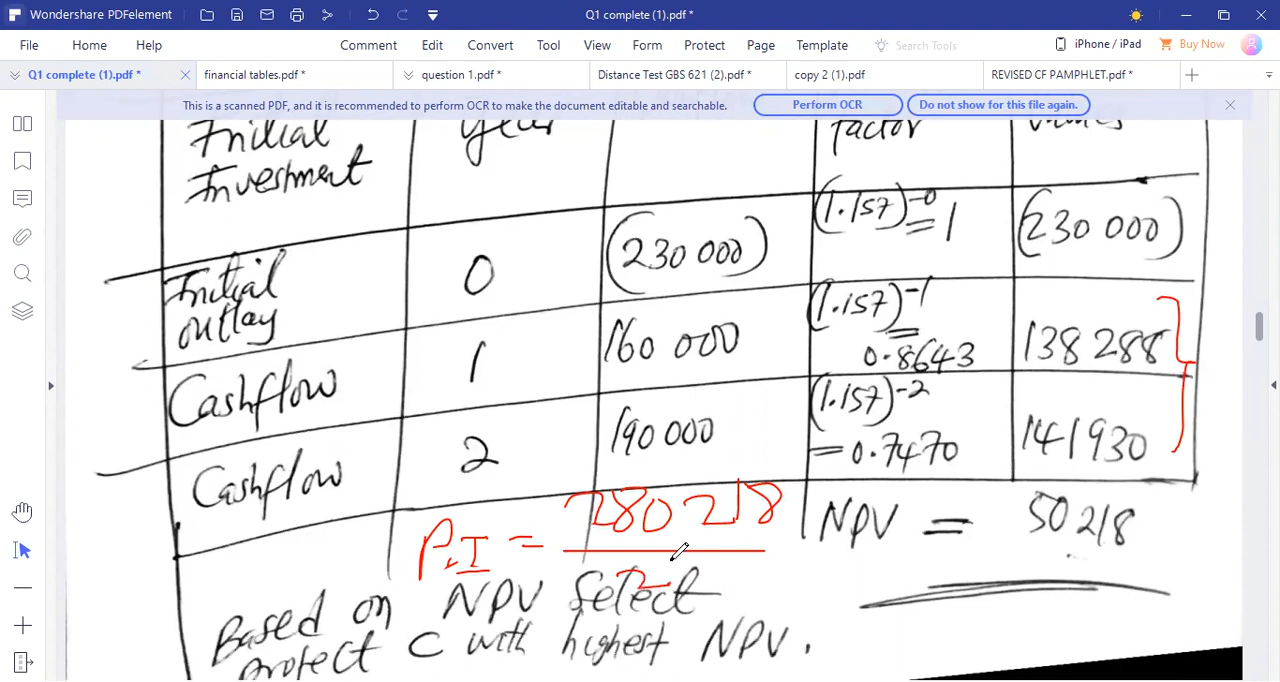 Wondershare PDFelement
Q1 complete (1).pdf *
File Home Help Comment Edit Convert Tool View Form Protect Page Template Search Tools iPhone / iPad Buy Now
Q1 complete (1).pdf * financial tables.pdf * question 1.pdf * Distance Test GBS 621 (2).pdf * copy 2 (1).pdf REVISED CF PAMPHLET.pdf *
This is a scanned PDF, and it is recommended to perform OCR to make the document editable and searchable. Perform OCR Do not show for this file again.
Initial year factor values
Investment
Initial 0 (230 000) (1.157)⁻⁰ = 1 (230 000)
outlay
Cashflow 1 160 000 (1.157)⁻¹ = 0.8643 138 288
Cashflow 2 190 000 (1.157)⁻² = 0.7470 141 930
NPV = 50 218
P.I = 280 218
2
Based on NPV Select
project C with highest NPV.